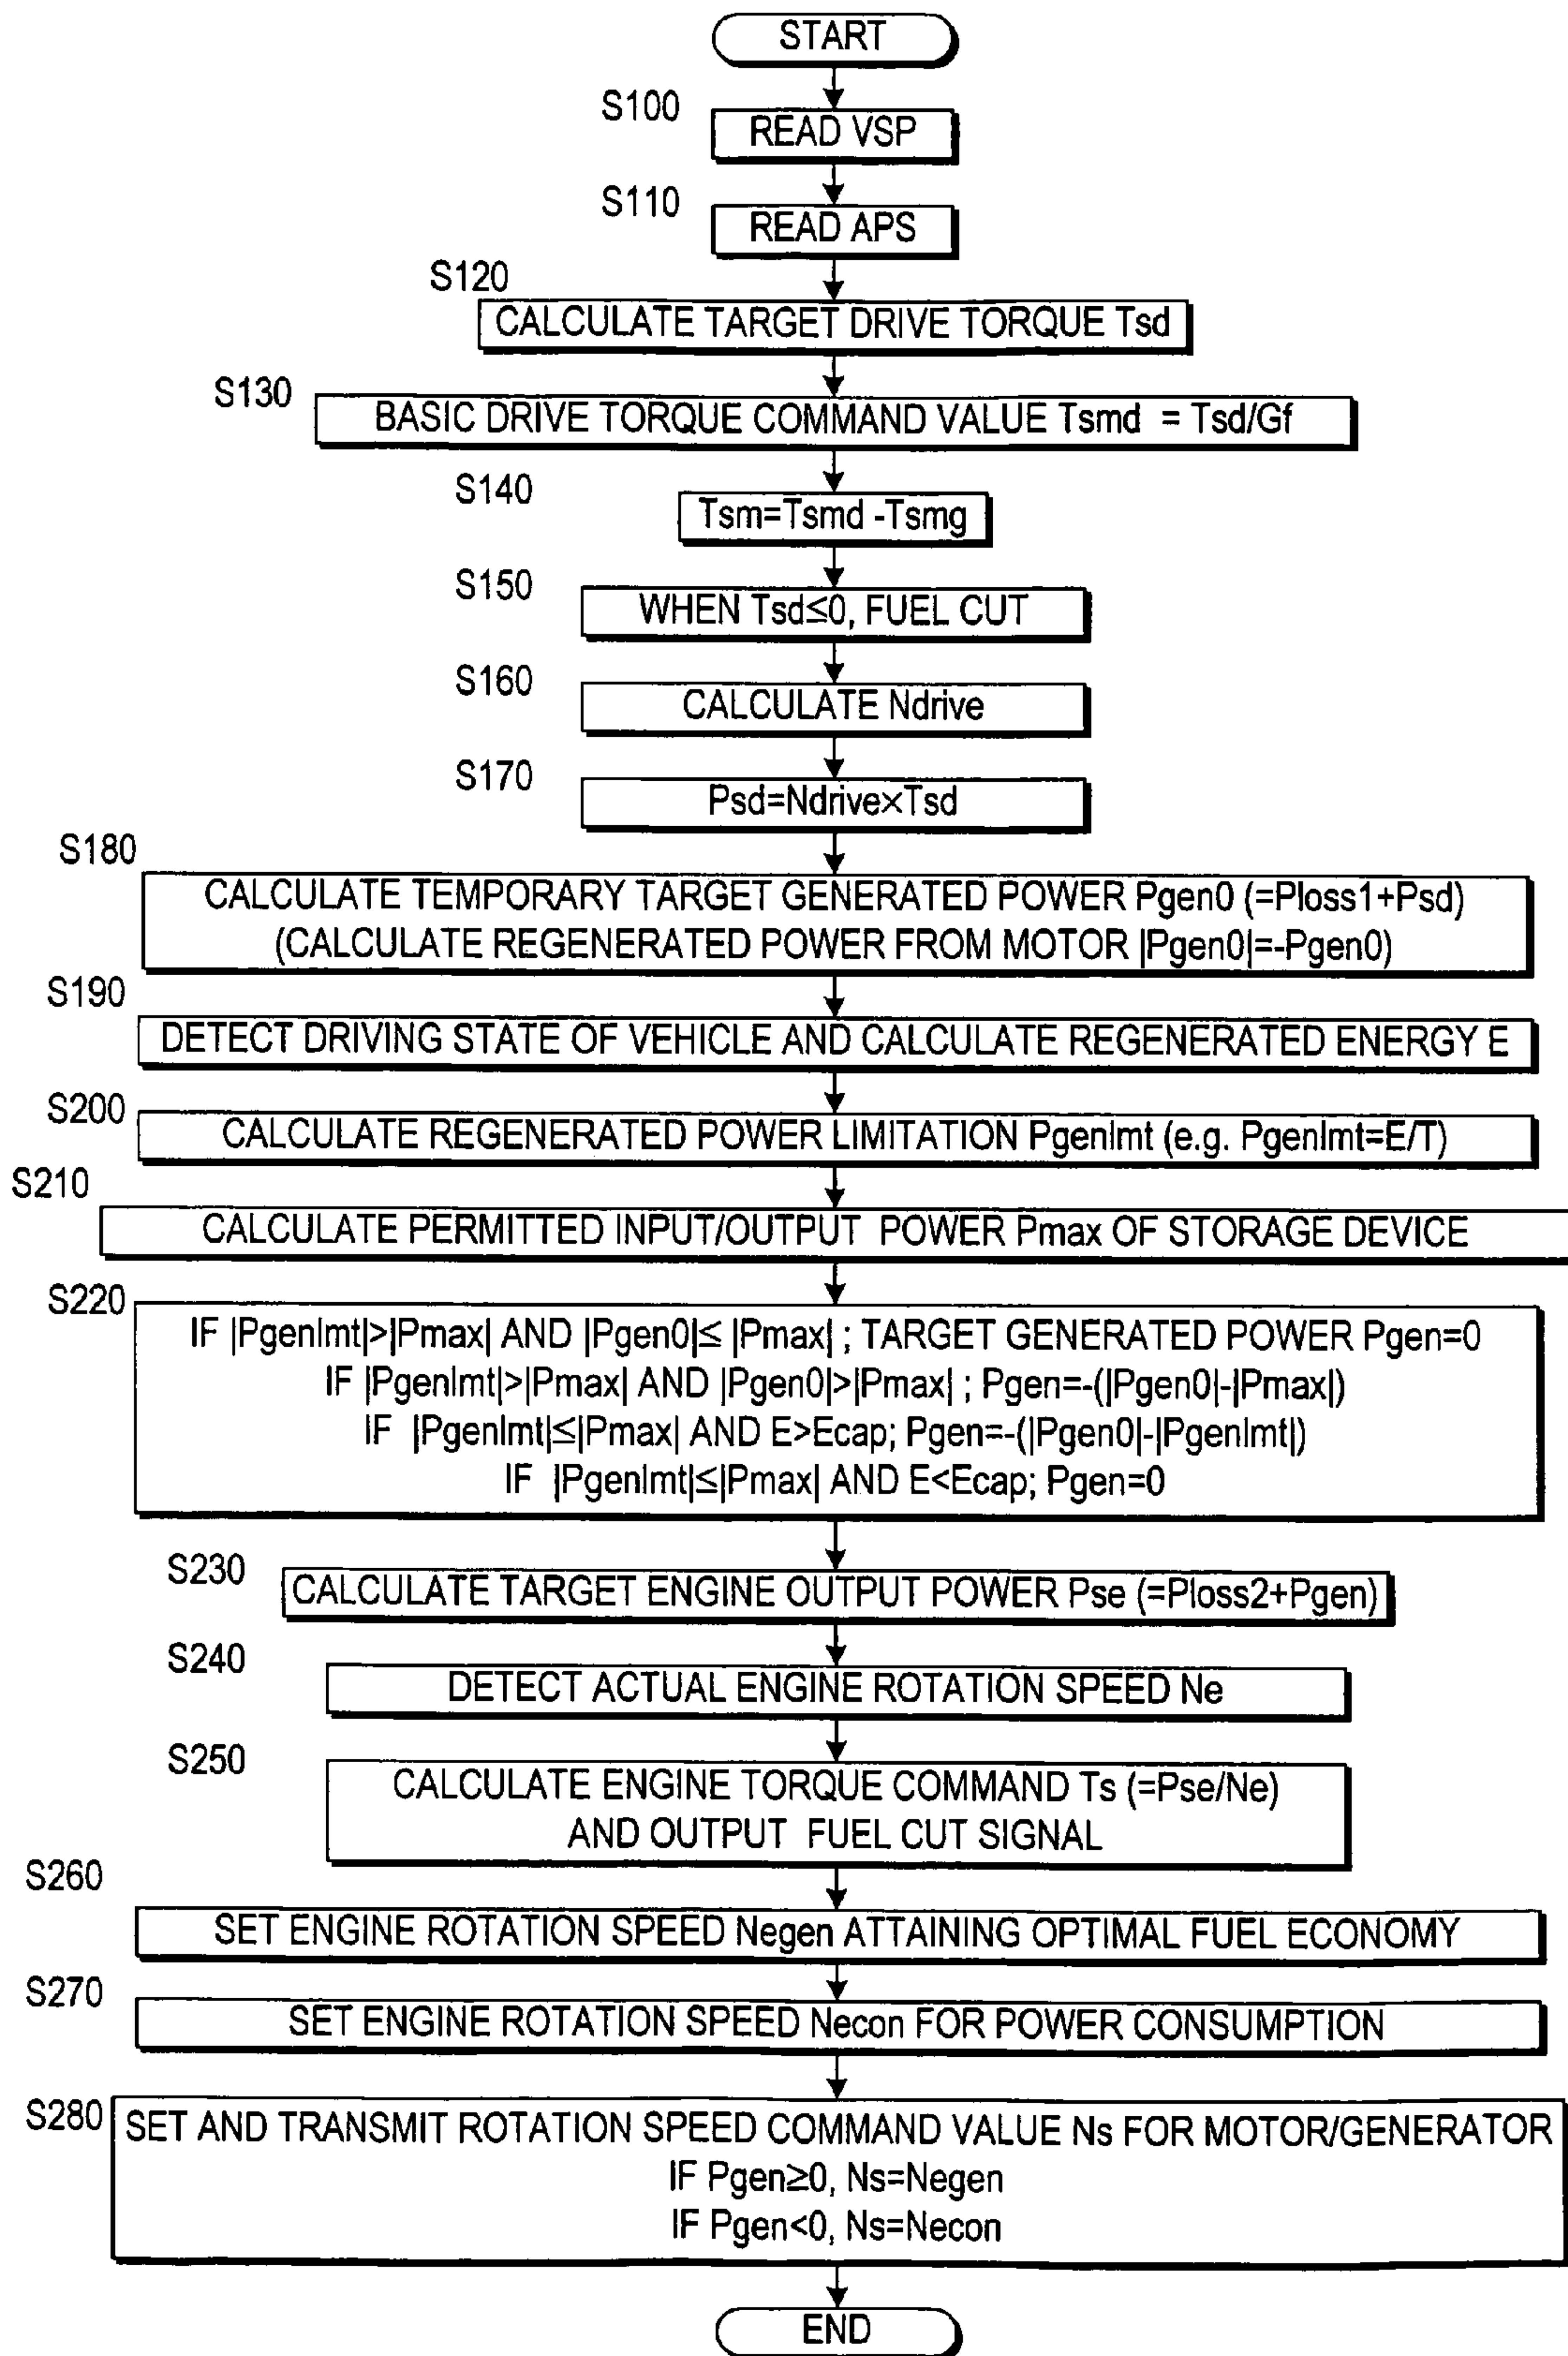 START
S100
READ VSP
S110
READ APS
S120
CALCULATE TARGET DRIVE TORQUE Tsd
S130
BASIC DRIVE TORQUE COMMAND VALUE Tsmd = Tsd/Gf
S140
Tsm=Tsmd -Tsmg
S150
WHEN Tsd≤0, FUEL CUT
S160
CALCULATE Ndrive
S170
Psd=Ndrive×Tsd
S180
CALCULATE TEMPORARY TARGET GENERATED POWER Pgen0 (=Ploss1+Psd)
(CALCULATE REGENERATED POWER FROM MOTOR |Pgen0|=-Pgen0)
S190
DETECT DRIVING STATE OF VEHICLE AND CALCULATE REGENERATED ENERGY E
S200
CALCULATE REGENERATED POWER LIMITATION Pgenlmt (e.g. Pgenlmt=E/T)
S210
CALCULATE PERMITTED INPUT/OUTPUT POWER Pmax OF STORAGE DEVICE
S220
IF |Pgenlmt|>|Pmax| AND |Pgen0|≤ |Pmax| ; TARGET GENERATED POWER Pgen=0
IF |Pgenlmt|>|Pmax| AND |Pgen0|>|Pmax| ; Pgen=-(|Pgen0|-|Pmax|)
IF |Pgenlmt|≤|Pmax| AND E>Ecap; Pgen=-(|Pgen0|-|Pgenlmt|)
IF |Pgenlmt|≤|Pmax| AND E<Ecap; Pgen=0
S230
CALCULATE TARGET ENGINE OUTPUT POWER Pse (=Ploss2+Pgen)
S240
DETECT ACTUAL ENGINE ROTATION SPEED Ne
S250
CALCULATE ENGINE TORQUE COMMAND Ts (=Pse/Ne)
AND OUTPUT FUEL CUT SIGNAL
S260
SET ENGINE ROTATION SPEED Negen ATTAINING OPTIMAL FUEL ECONOMY
S270
SET ENGINE ROTATION SPEED Necon FOR POWER CONSUMPTION
S280
SET AND TRANSMIT ROTATION SPEED COMMAND VALUE Ns FOR MOTOR/GENERATOR
IF Pgen≥0, Ns=Negen
IF Pgen<0, Ns=Necon
END